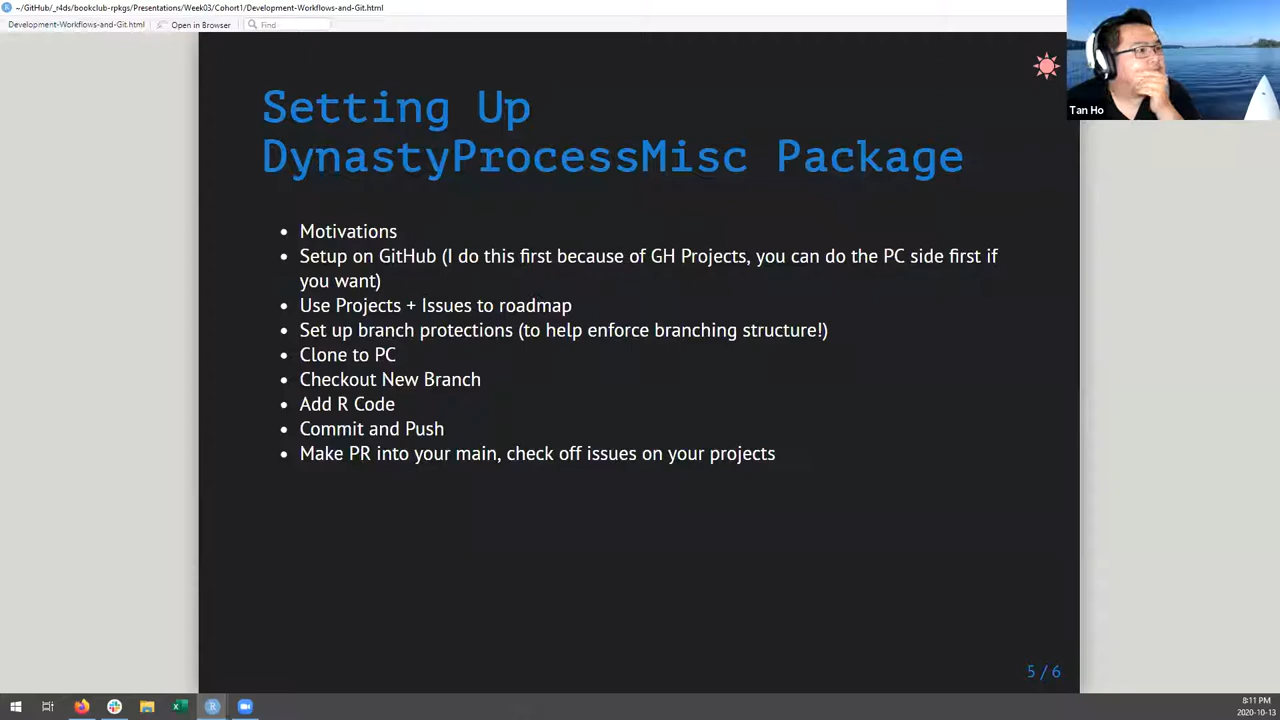 ~/GitHub/_r4ds/bookclub-rpkgs/Presentations/Week03/Cohort1/Development-Workflows-and-Git.html
Development-Workflows-and-Git.html
Open in Browser
Find
Setting Up
DynastyProcessMisc Package
Tan Ho
• Motivations
• Setup on GitHub (I do this first because of GH Projects, you can do the PC side first if
you want)
• Use Projects + Issues to roadmap
• Set up branch protections (to help enforce branching structure!)
• Clone to PC
• Checkout New Branch
• Add R Code
• Commit and Push
• Make PR into your main, check off issues on your projects
5 / 6
8:11 PM
2020-10-13